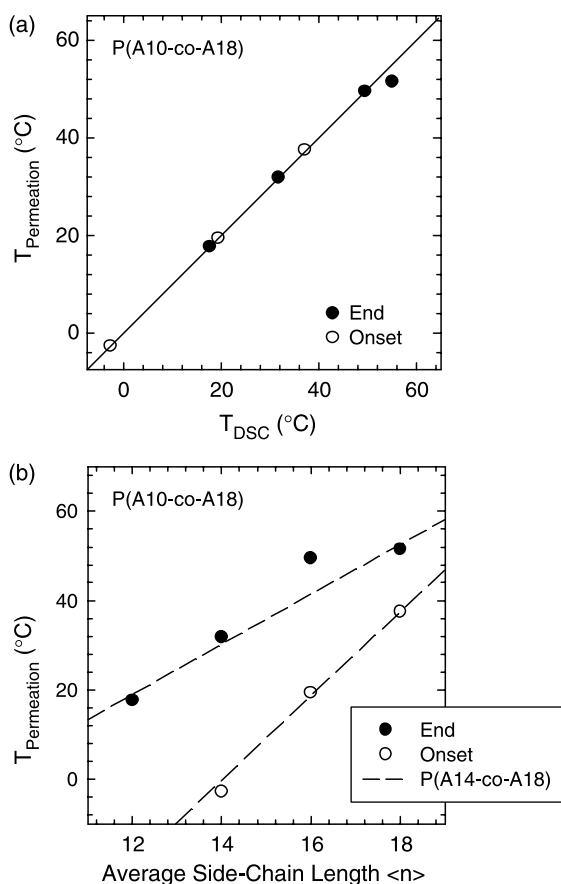 (a)
P(A10-co-A18)
60
40
20
0
T_Permeation (°C)
End
Onset
0 20 40 60
T_DSC (°C)
(b)
P(A10-co-A18)
60
40
20
0
T_Permeation (°C)
End
Onset
P(A14-co-A18)
12 14 16 18
Average Side-Chain Length <n>